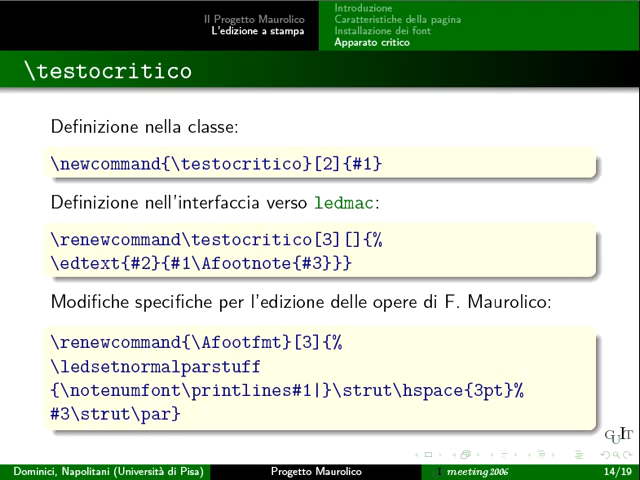 Il Progetto Maurolico
L'edizione a stampa
Introduzione
Caratteristiche della pagina
Installazione dei font
Apparato critico
\testocritico
Definizione nella classe:
\newcommand{\testocritico}[2]{#1}
Definizione nell'interfaccia verso ledmac:
\renewcommand\testocritico[3][]{%
\edtext{#2}{#1\Afootnote{#3}}}
Modifiche specifiche per l'edizione delle opere di F. Maurolico:
\renewcommand{\Afootfmt}[3]{%
\ledsetnormalparstuff
{\notenumfont\printlines#1|}\strut\hspace{3pt}%
#3\strut\par}
GUIT
Dominici, Napolitani (Università di Pisa)
Progetto Maurolico
meeting2006
14/19